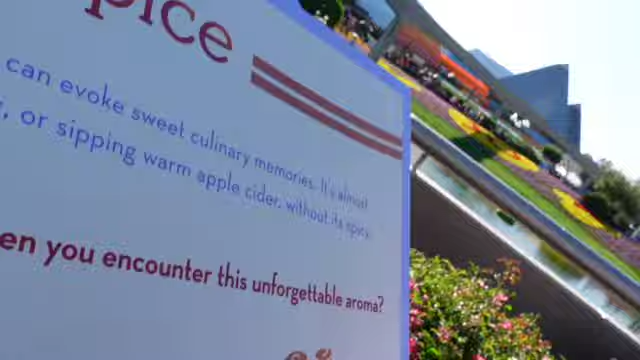 pice
can evoke sweet culinary memories. It's almost
, or sipping warm apple cider, without its spicy
en you encounter this unforgettable aroma?